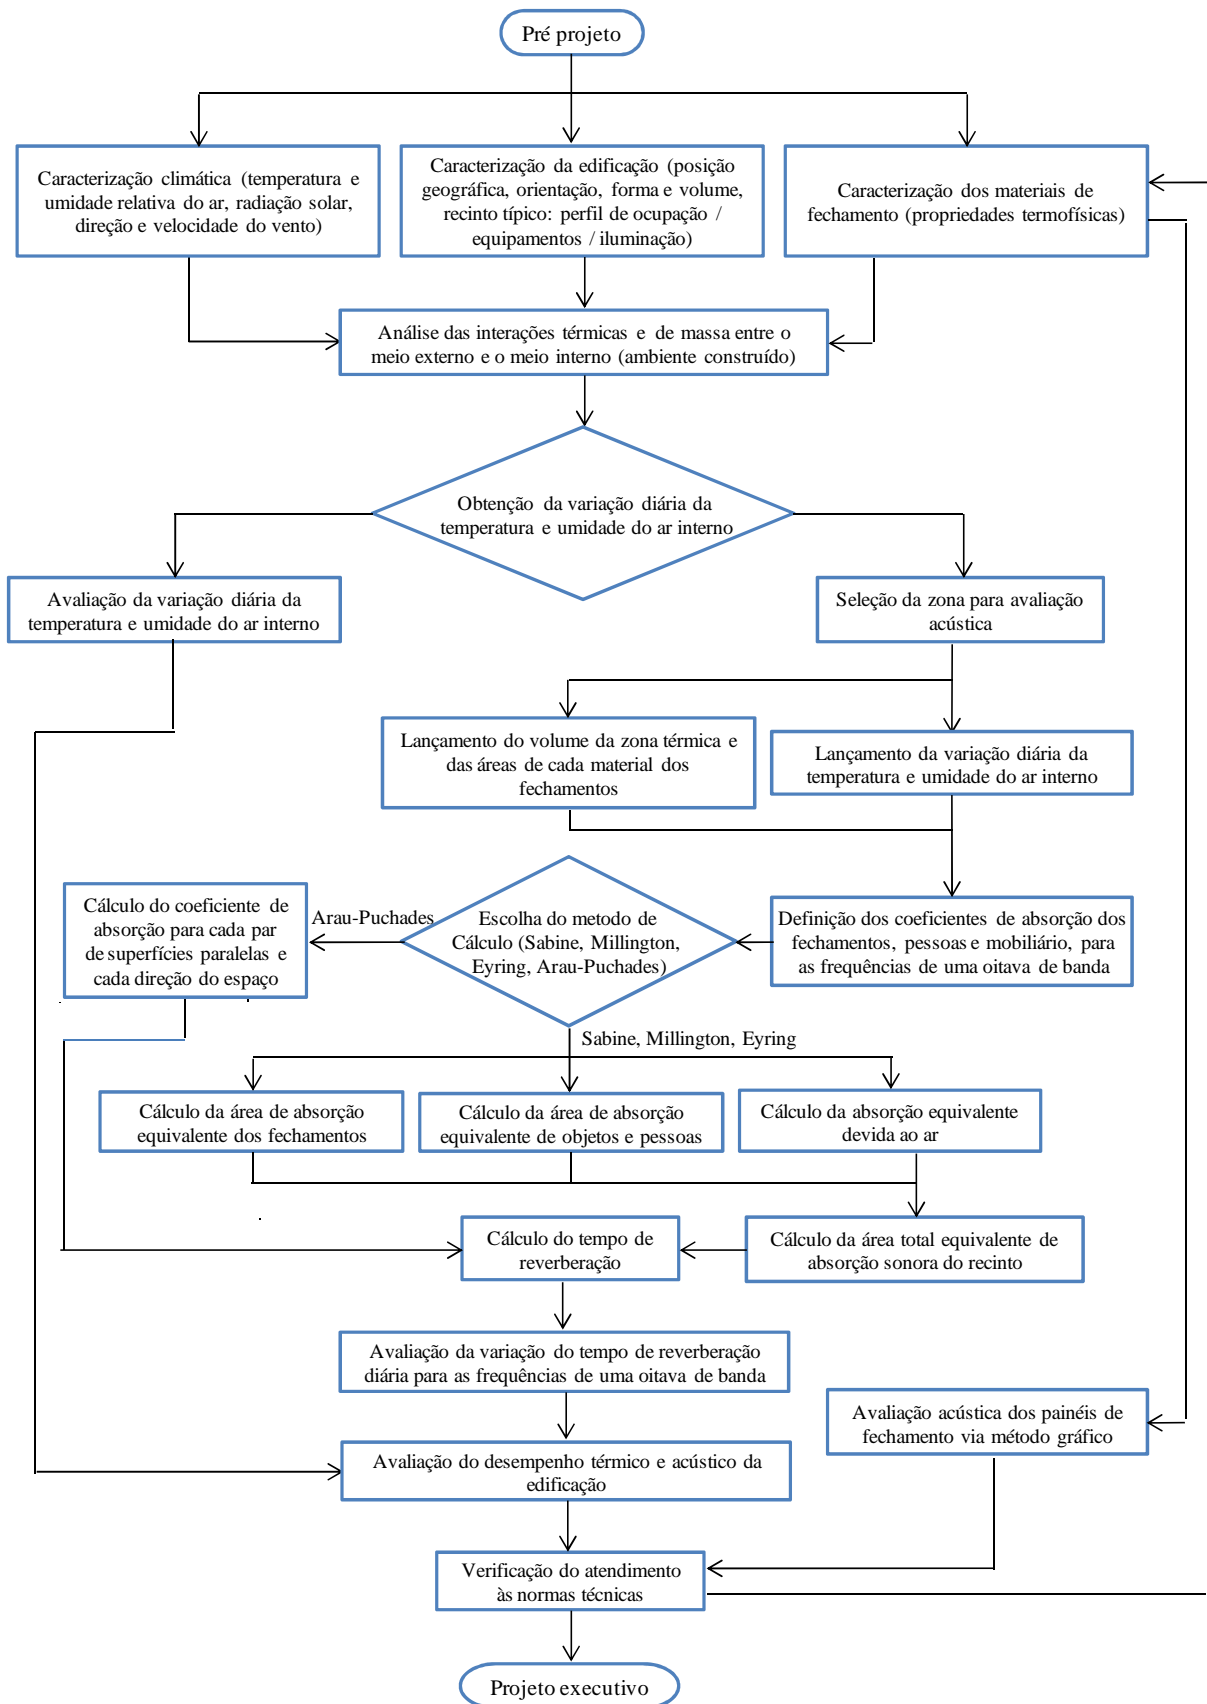 Pré projeto
Caracterização climática (temperatura e
umidade relativa do ar, radiação solar,
direção e velocidade do vento)
Caracterização da edificação (posição
geográfica, orientação, forma e volume,
recinto típico: perfil de ocupação /
equipamentos / iluminação)
Caracterização dos materiais de
fechamento (propriedades termofísicas)
Análise das interações térmicas e de massa entre o
meio externo e o meio interno (ambiente construído)
Obtenção da variação diária da
temperatura e umidade do ar interno
Avaliação da variação diária da
temperatura e umidade do ar interno
Seleção da zona para avaliação
acústica
Lançamento do volume da zona térmica e
das áreas de cada material dos
fechamentos
Lançamento da variação diária da
temperatura e umidade do ar interno
Cálculo do coeficiente de
absorção para cada par
de superfícies paralelas e
cada direção do espaço
Arau-Puchades
Escolha do metodo de
Cálculo (Sabine, Millington,
Eyring, Arau-Puchades)
Definição dos coeficientes de absorção dos
fechamentos, pessoas e mobiliário, para
as frequências de uma oitava de banda
Sabine, Millington, Eyring
Cálculo da área de absorção
equivalente dos fechamentos
Cálculo da área de absorção
equivalente de objetos e pessoas
Cálculo da absorção equivalente
devida ao ar
Cálculo do tempo de
reverberação
Cálculo da área total equivalente de
absorção sonora do recinto
Avaliação da variação do tempo de reverberação
diária para as frequências de uma oitava de banda
Avaliação acústica dos painéis de
fechamento via método gráfico
Avaliação do desempenho térmico e acústico da
edificação
Verificação do atendimento
às normas técnicas
Projeto executivo